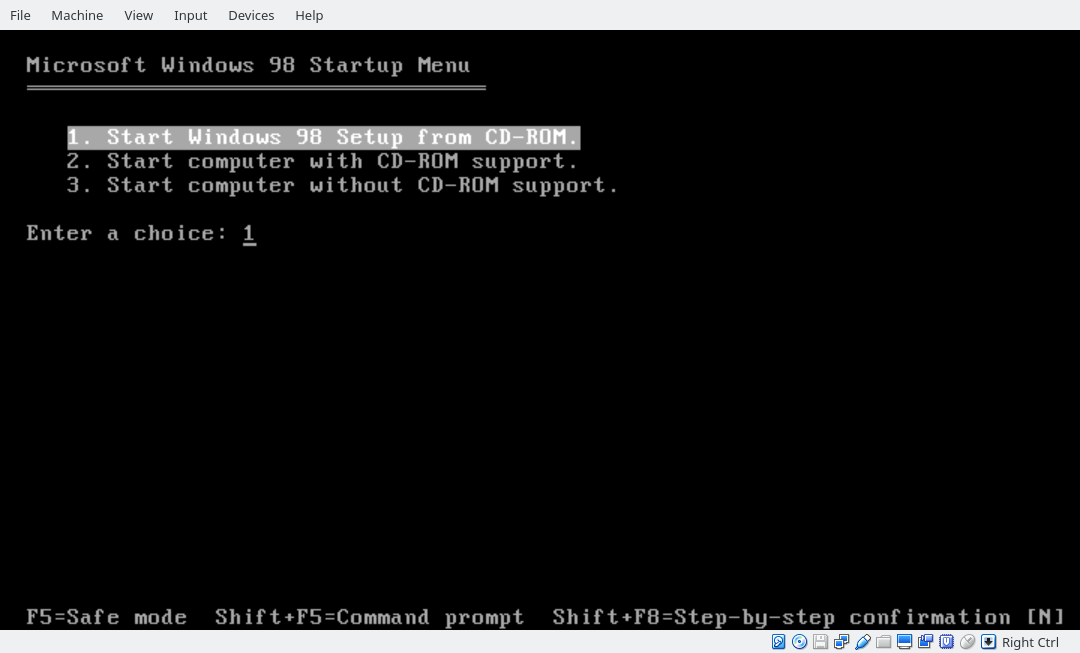 File Machine View Input Devices Help
Microsoft Windows 98 Startup Menu
1. Start Windows 98 Setup from CD-ROM.
2. Start computer with CD-ROM support.
3. Start computer without CD-ROM support.
Enter a choice: 1
F5=Safe mode Shift+F5=Command prompt Shift+F8=Step-by-step confirmation [N]
Right Ctrl